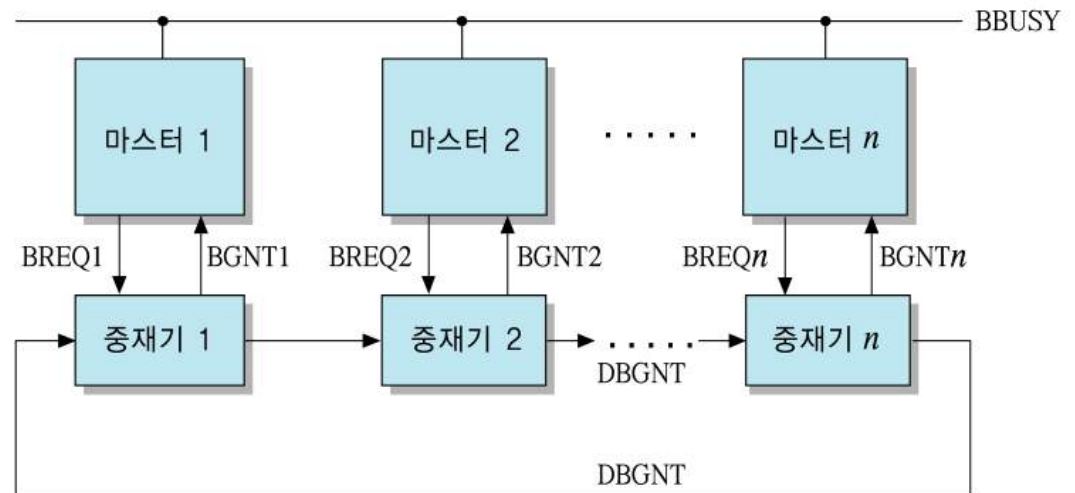 BBUSY
마스터 1
마스터 2
.....
마스터 n
BREQ1
BGNT1
BREQ2
BGNT2
BREQn
BGNTn
중재기 1
중재기 2
.....
중재기 n
DBGNT
DBGNT